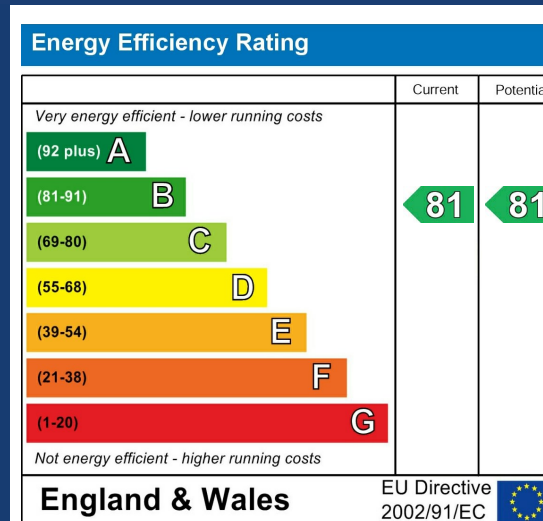 Energy Efficiency Rating
Current Potentia
Very energy efficient - lower running costs
(92 plus) A
(81-91) B
81 81
(69-80) C
(55-68) D
(39-54) E
(21-38) F
(1-20) G
Not energy efficient - higher running costs
England & Wales
EU Directive
2002/91/EC